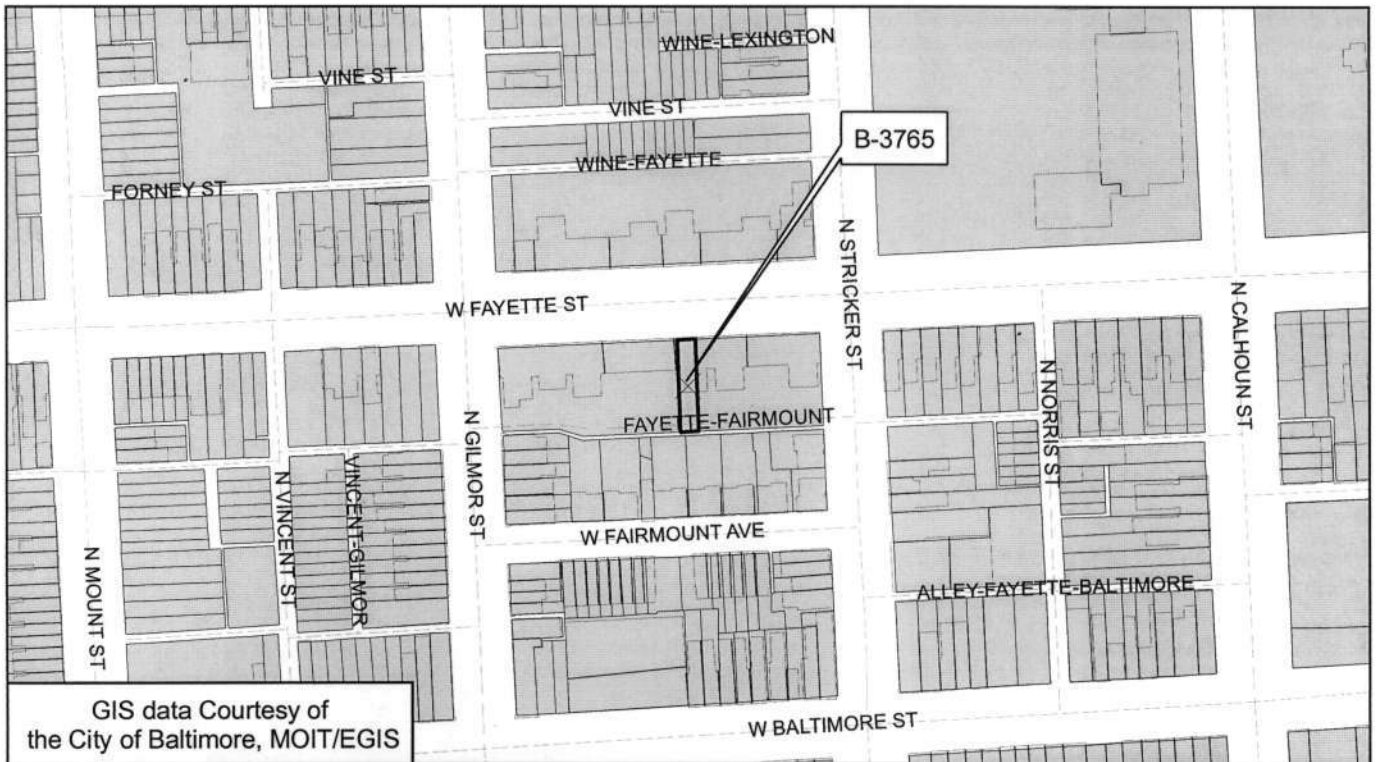 WINE-LEXINGTON
VINE ST
VINE ST
B-3765
WINE-FAYETTE
FORNEY ST
N STRICKER ST
W FAYETTE ST
N CALHOUN ST
N NORRIS ST
FAYETTE-FAIRMOUNT
N GILMOR ST
VINCENT-GILMOR
N VINCENT ST
W FAIRMOUNT AVE
N MOUNT ST
ALLEY-FAYETTE-BALTIMORE
GIS data Courtesy of
the City of Baltimore, MOIT/EGIS
W BALTIMORE ST